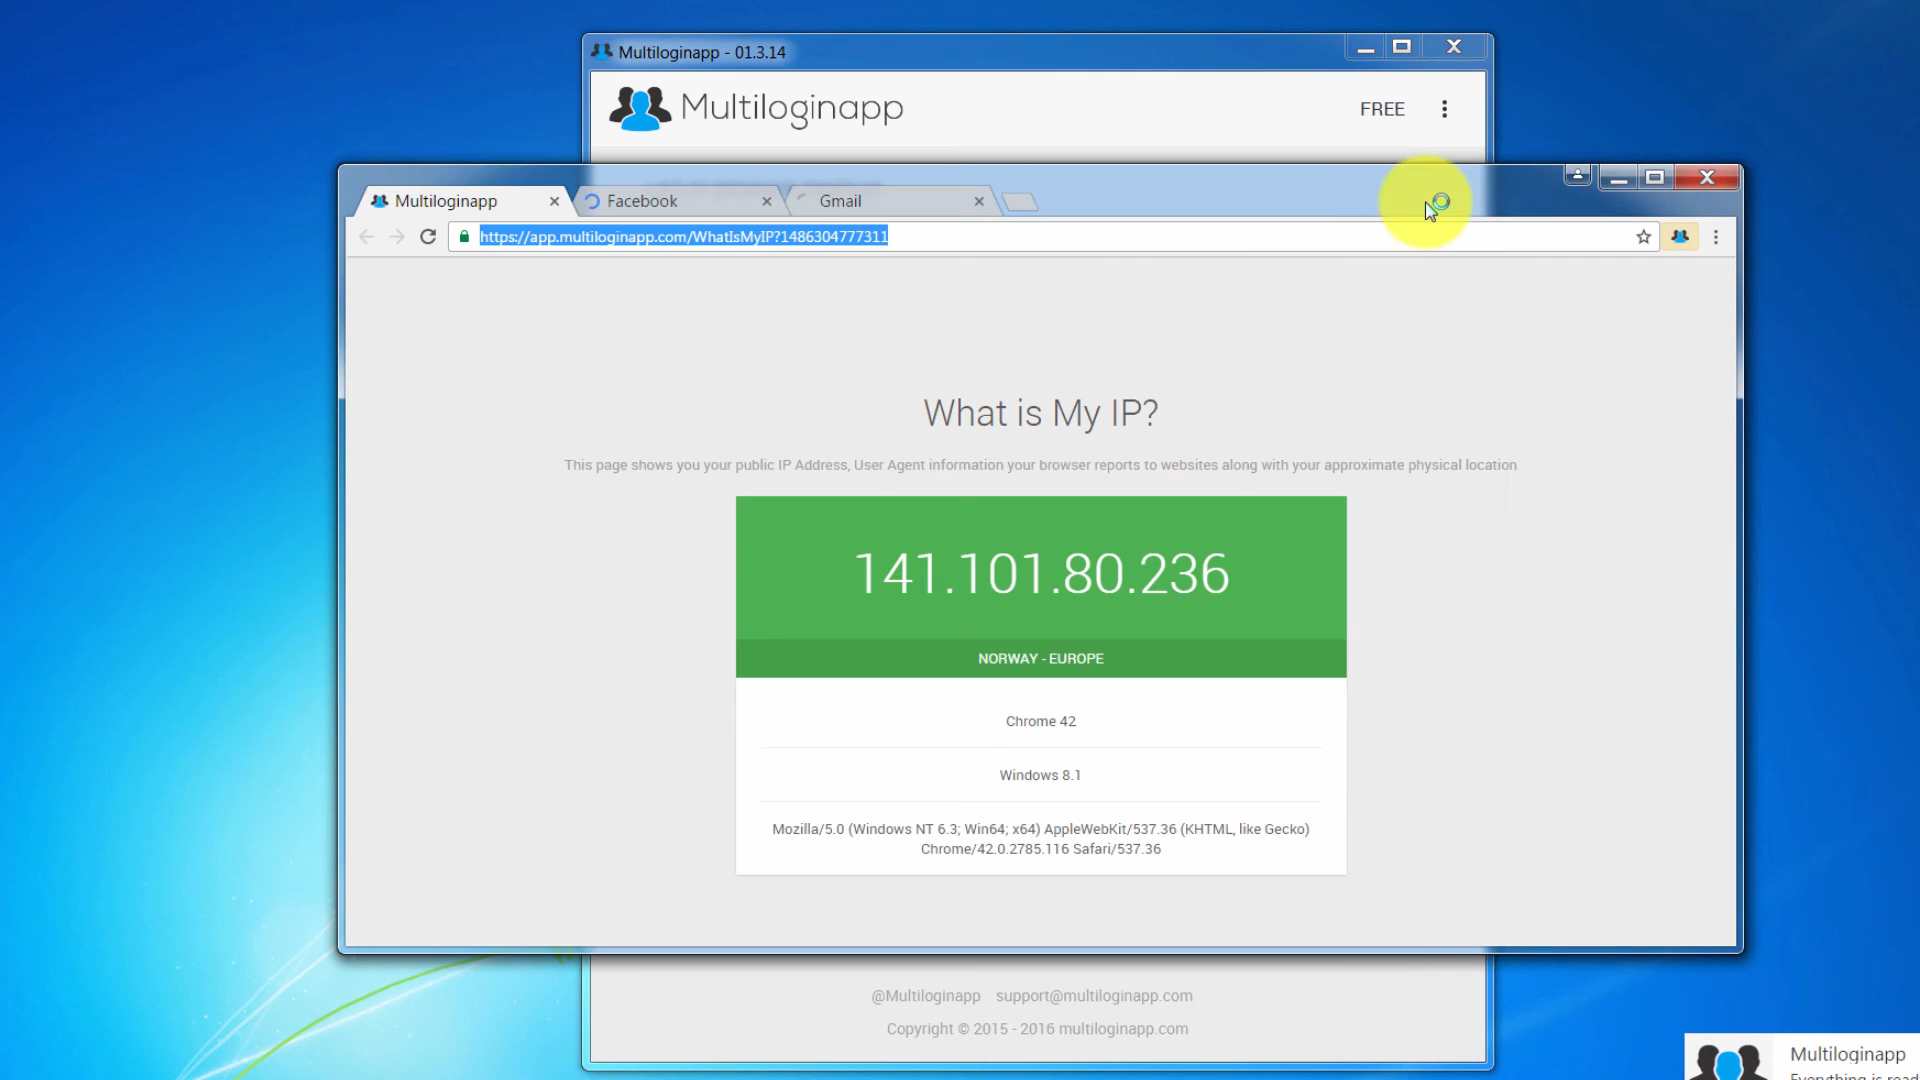 Multiloginapp - 01.3.14
Multiloginapp
FREE
Multiloginapp
Facebook
Gmail
https://app.multiloginapp.com/WhatIsMyIP?1486304777311
What is My IP?
This page shows you your public IP Address, User Agent information your browser reports to websites along with your approximate physical location
141.101.80.236
NORWAY - EUROPE
Chrome 42
Windows 8.1
Mozilla/5.0 (Windows NT 6.3; Win64; x64) AppleWebKit/537.36 (KHTML, like Gecko)
Chrome/42.0.2785.116 Safari/537.36
@Multiloginapp support@multiloginapp.com
Copyright © 2015 - 2016 multiloginapp.com
Multiloginapp
Everything is